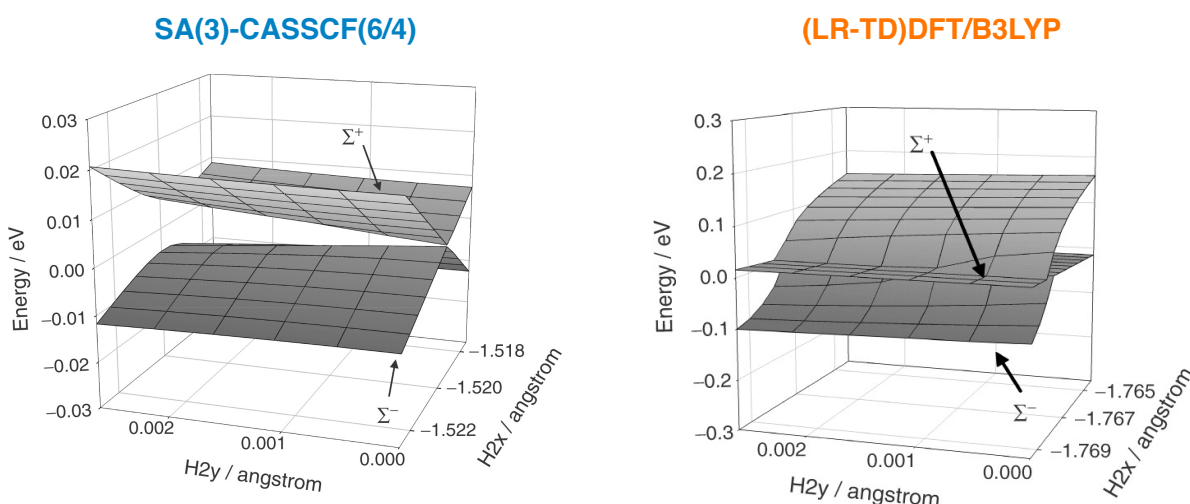 SA(3)-CASSCF(6/4)
0.03
0.02
0.01
0.00
−0.01
−0.02
−0.03
Energy / eV
Σ+
Σ−
0.002
0.001
0.000
H2y / angstrom
−1.518
−1.520
−1.522
H2x / angstrom
(LR-TD)DFT/B3LYP
0.3
0.2
0.1
0.0
−0.1
−0.2
−0.3
Energy / eV
Σ+
Σ−
0.002
0.001
0.000
H2y / angstrom
−1.765
−1.767
−1.769
H2x / angstrom